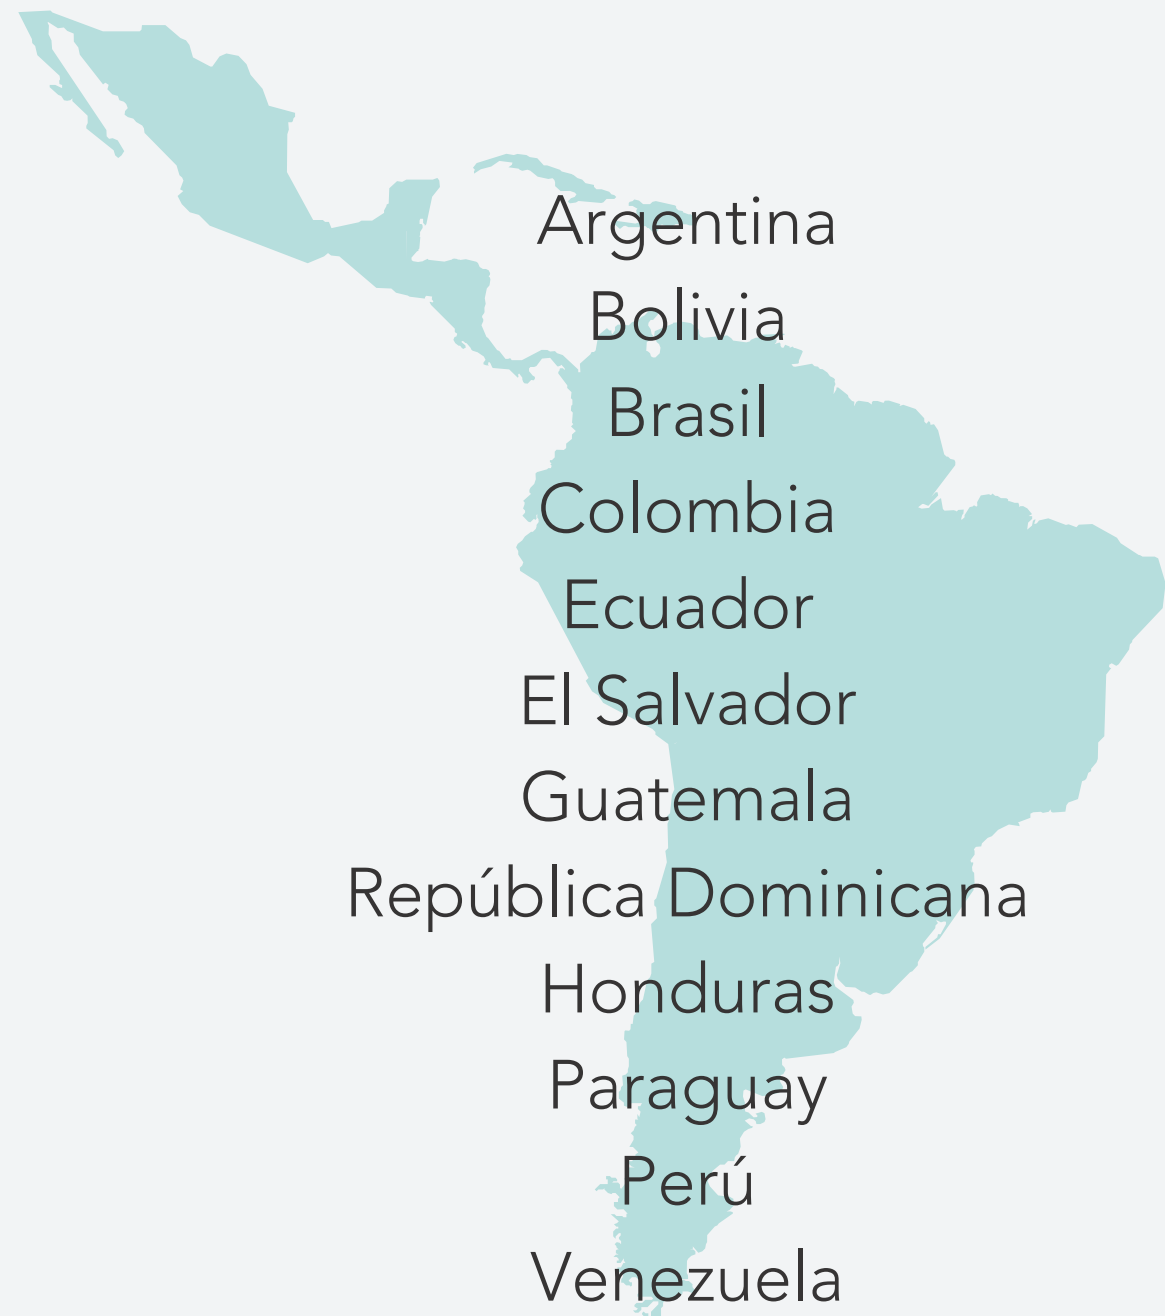 Argentina
Bolivia
Brasil
Colombia
Ecuador
El Salvador
Guatemala
República Dominicana
Honduras
Paraguay
Perú
Venezuela